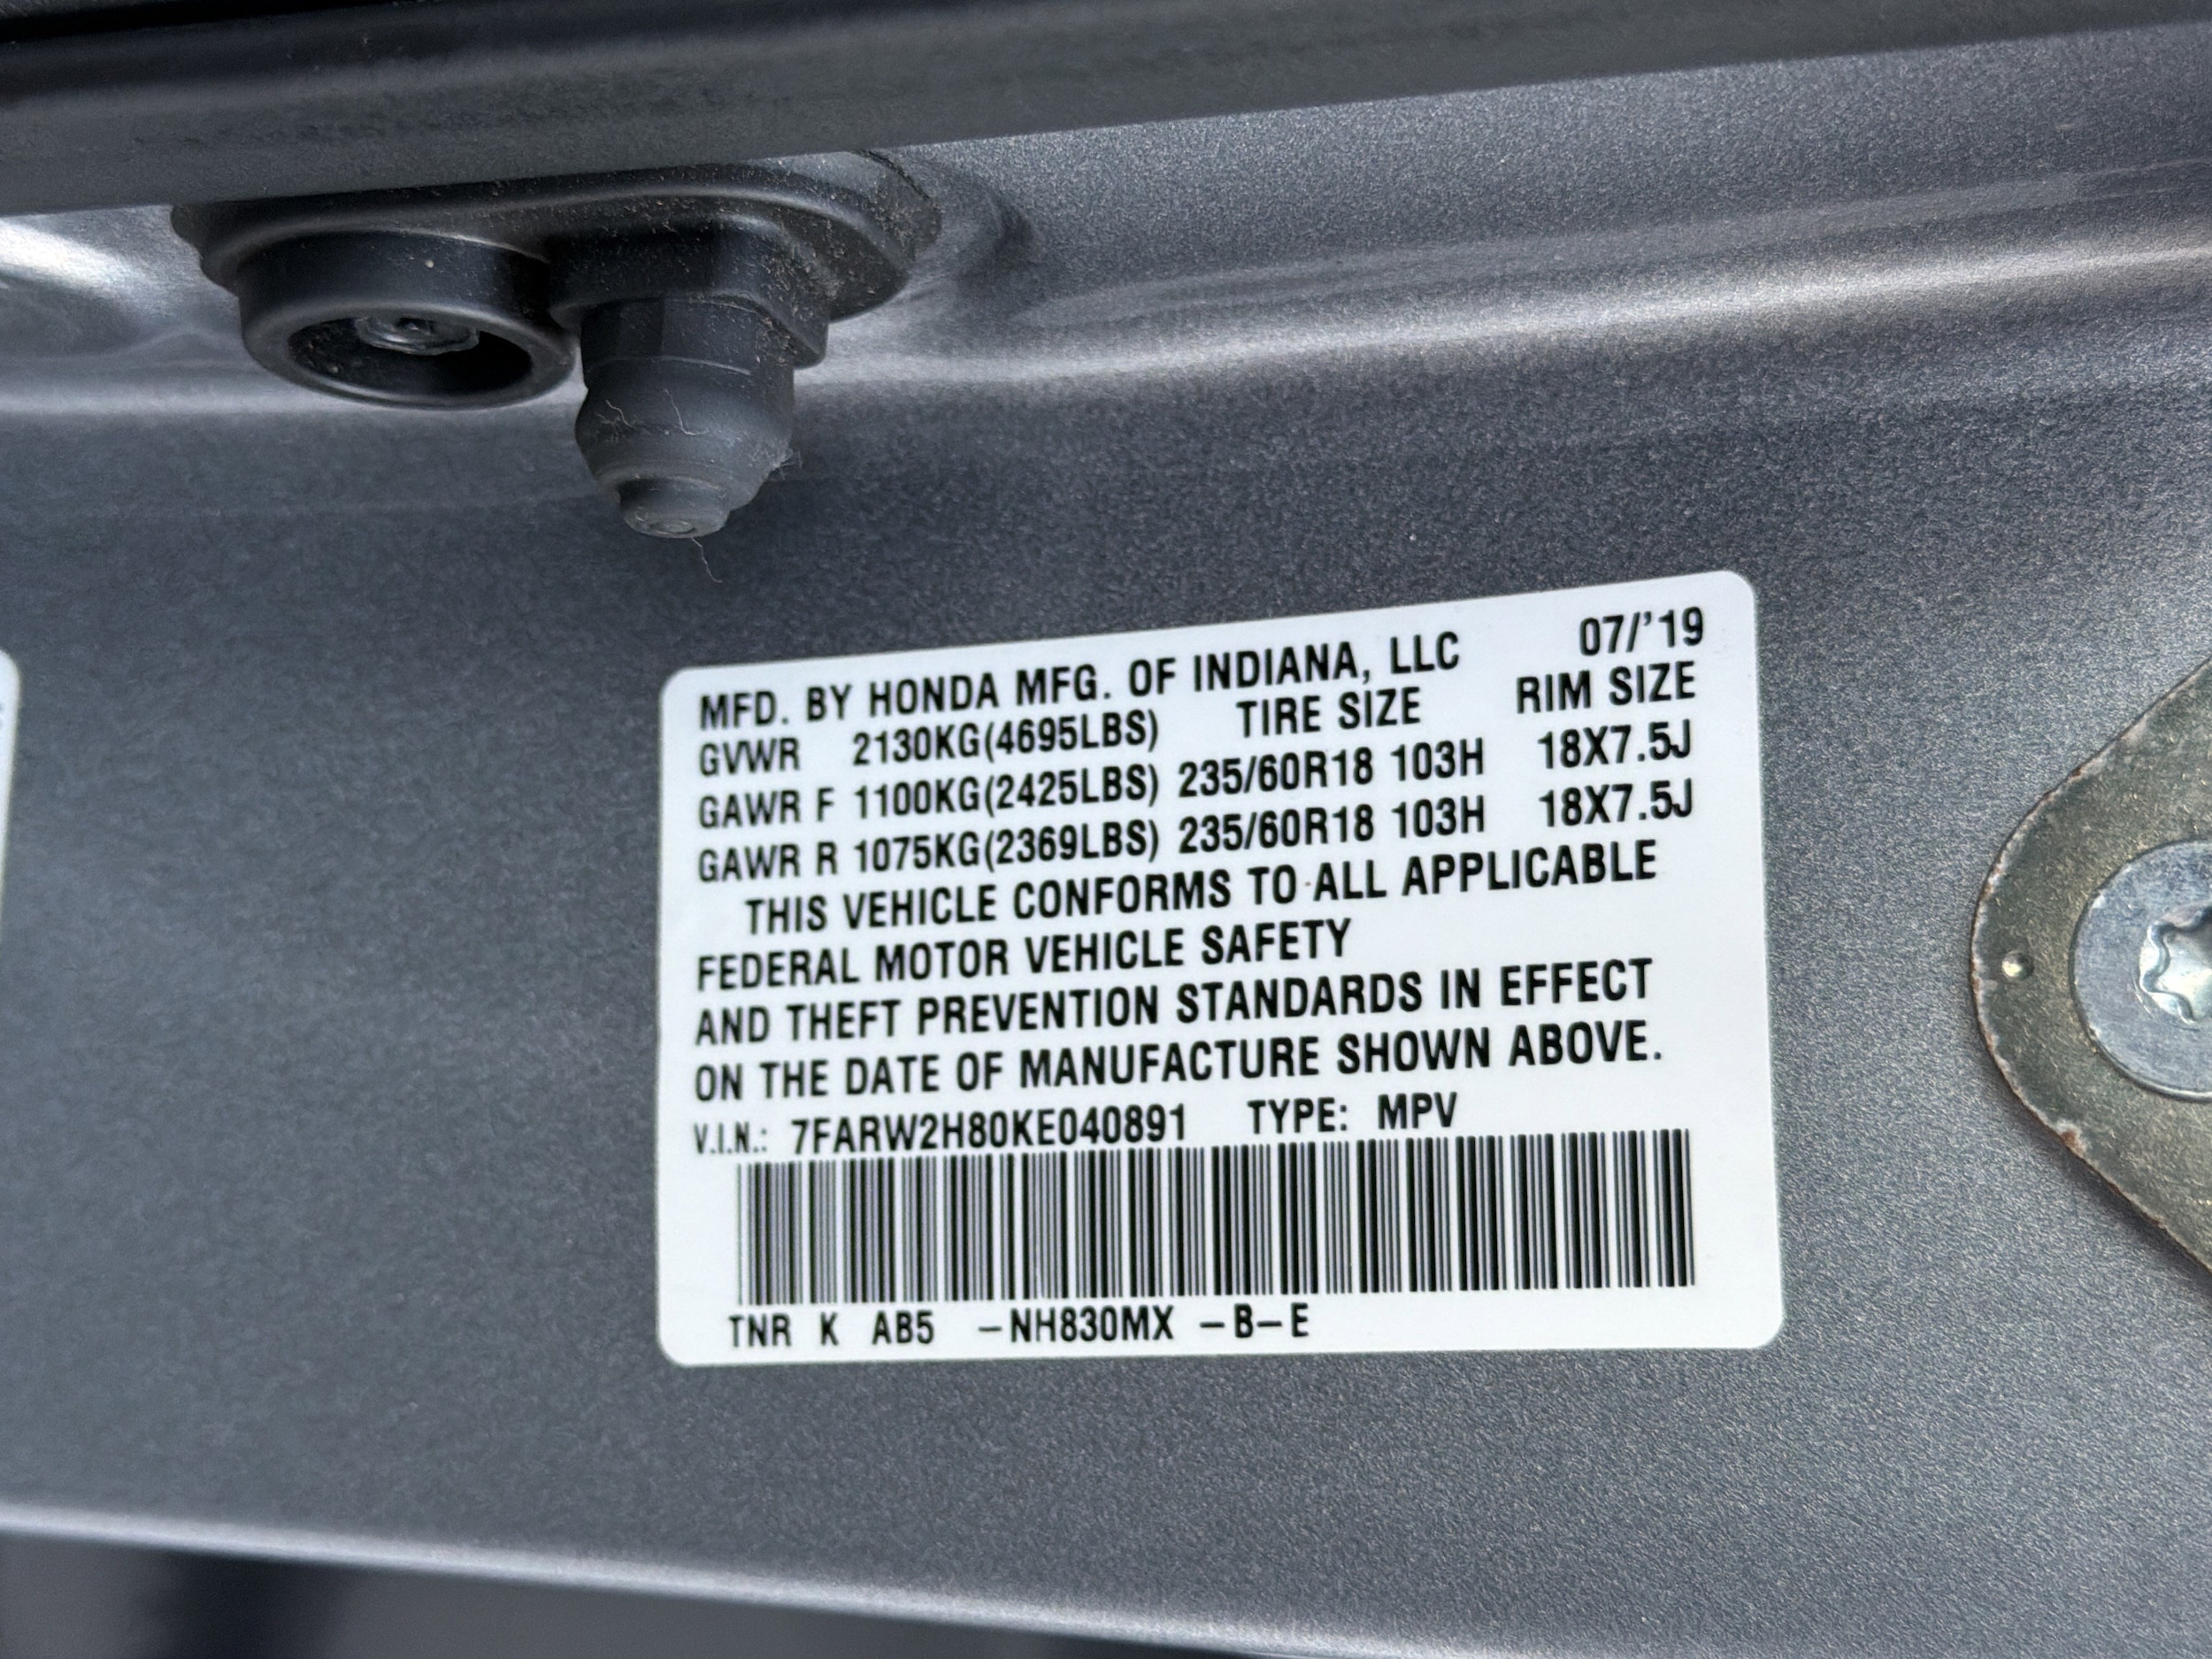 MFD. BY HONDA MFG. OF INDIANA, LLC 07/'19
GVWR 2130KG(4695LBS) TIRE SIZE RIM SIZE
GAWR F 1100KG(2425LBS) 235/60R18 103H 18X7.5J
GAWR R 1075KG(2369LBS) 235/60R18 103H 18X7.5J
THIS VEHICLE CONFORMS TO ALL APPLICABLE
FEDERAL MOTOR VEHICLE SAFETY
AND THEFT PREVENTION STANDARDS IN EFFECT
ON THE DATE OF MANUFACTURE SHOWN ABOVE.
V.I.N.: 7FARW2H80KE040891 TYPE: MPV
TNR K AB5 -NH830MX -B-E